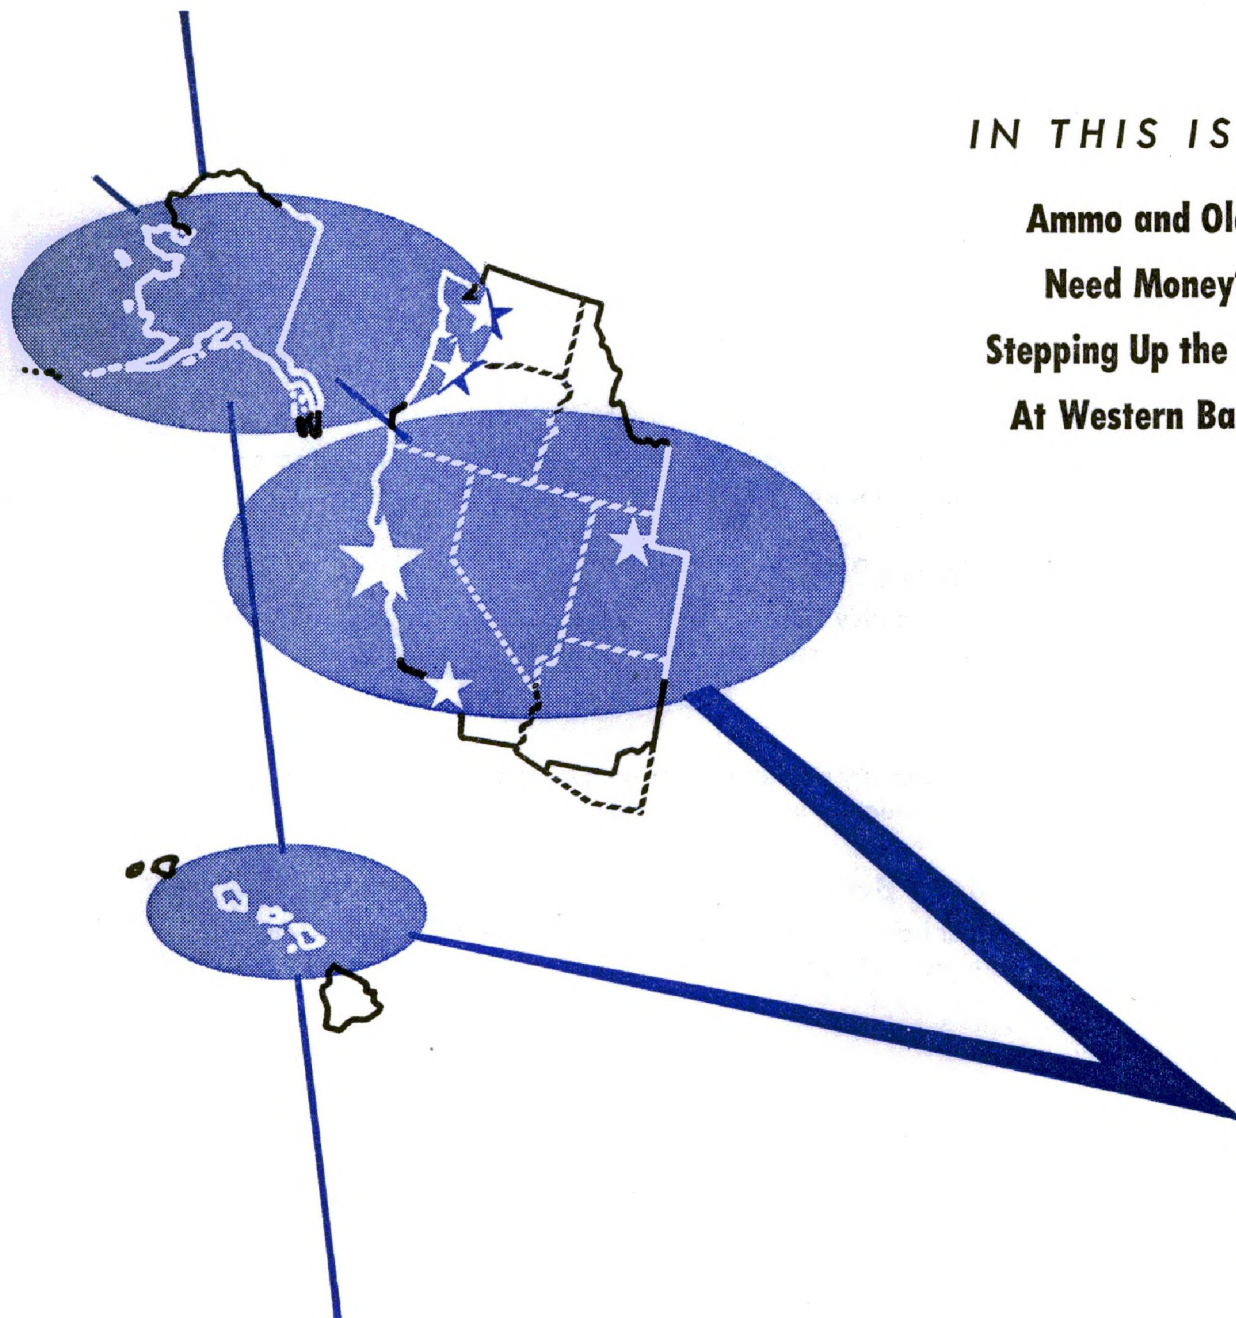 IN THIS IS
Ammo and Ol
Need Money
Stepping Up the
At Western Ba